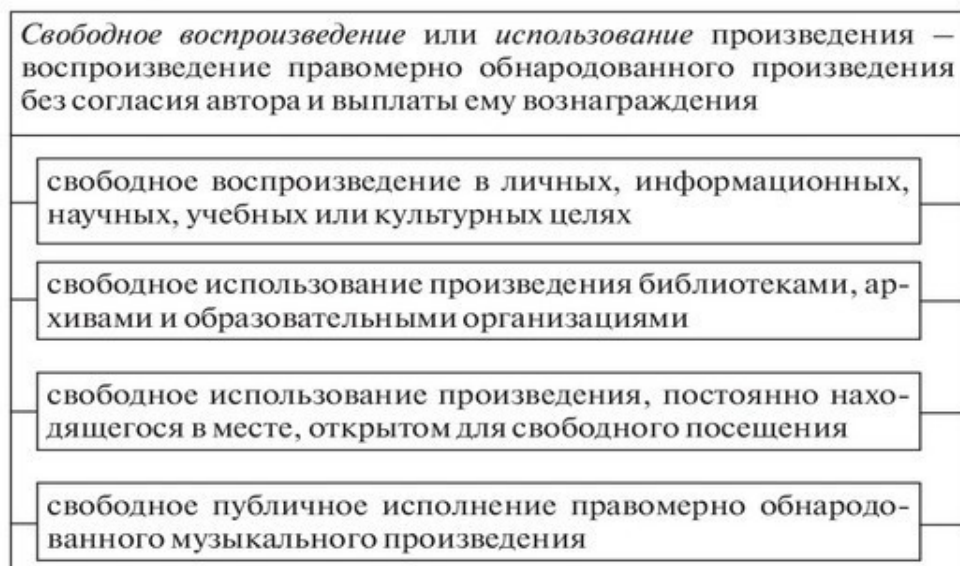 Свободное воспроизведение или использование произведения —
воспроизведение правомерно обнародованного произведения
без согласия автора и выплаты ему вознаграждения
свободное воспроизведение в личных, информационных,
научных, учебных или культурных целях
свободное использование произведения библиотеками, ар-
хивами и образовательными организациями
свободное использование произведения, постоянно нахо-
дящегося в месте, открытом для свободного посещения
свободное публичное исполнение правомерно обнародо-
ванного музыкального произведения